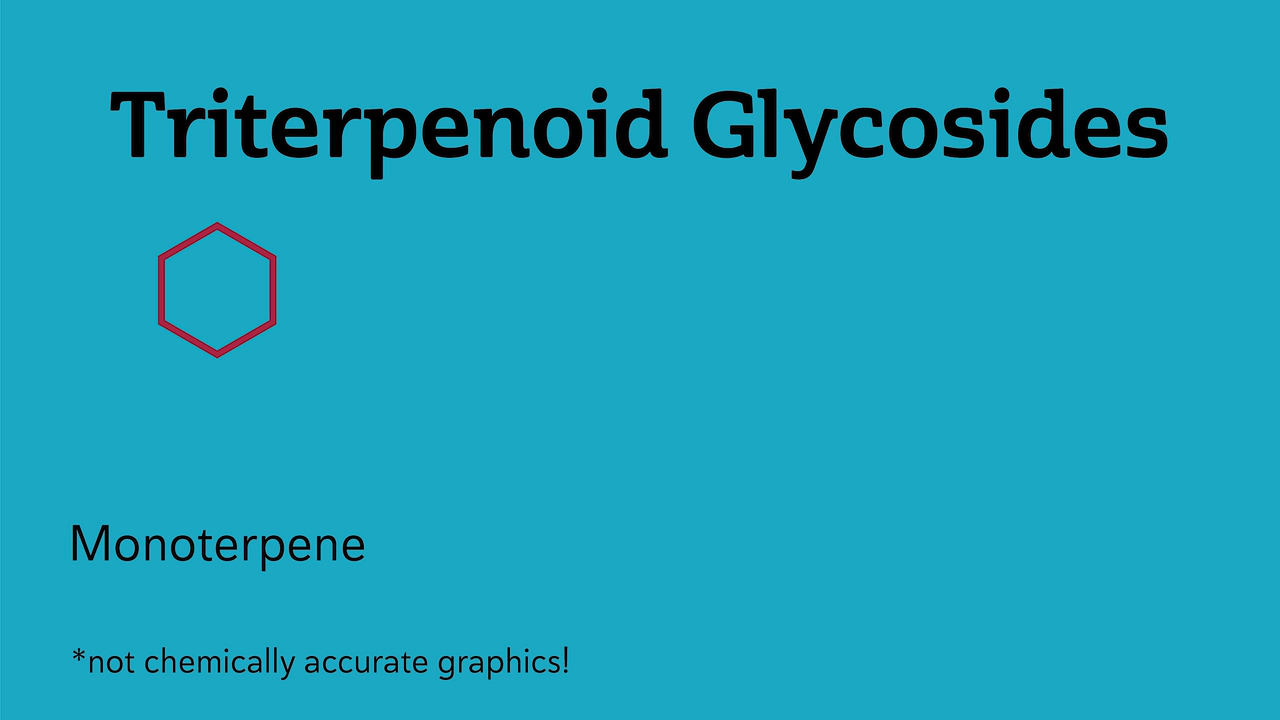 Triterpenoid Glycosides
Monoterpene
*not chemically accurate graphics!